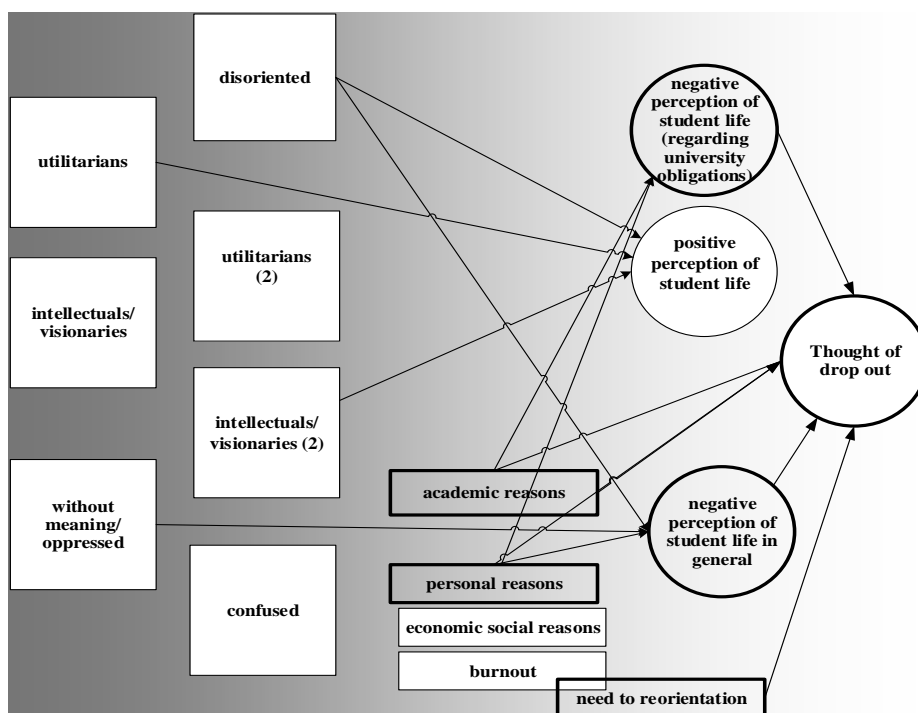 disoriented
utilitarians
utilitarians
(2)
intellectuals/
visionaries
intellectuals/
visionaries (2)
without
meaning/
oppressed
confused
negative
perception of
student life
(regarding
university
obligations)
positive
perception of
student life
Thought of
drop out
academic reasons
negative
perception of
student life in
general
personal reasons
economic social reasons
burnout
need to reorientation